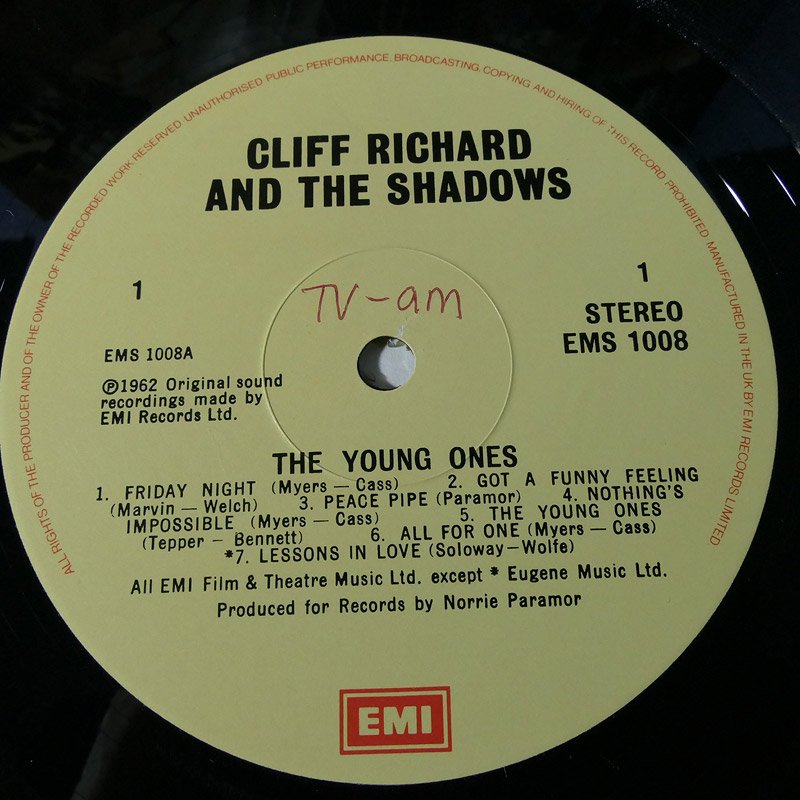 ALL RIGHTS OF THE PRODUCER AND OF THE OWNER OF THE RECORDED WORK RESERVED. UNAUTHORISED PUBLIC PERFORMANCE, BROADCASTING, COPYING AND HIRING OF THIS RECORD PROHIBITED. MANUFACTURED IN THE UK BY EMI RECORDS LIMITED
CLIFF RICHARD
AND THE SHADOWS
1
1
TV-am
STEREO
EMS 1008
EMS 1008A
℗1962 Original sound
recordings made by
EMI Records Ltd.
THE YOUNG ONES
1. FRIDAY NIGHT (Myers — Cass) 2. GOT A FUNNY FEELING
(Marvin — Welch) 3. PEACE PIPE (Paramor) 4. NOTHING'S
IMPOSSIBLE (Myers — Cass) 5. THE YOUNG ONES
(Tepper — Bennett) 6. ALL FOR ONE (Myers — Cass)
*7. LESSONS IN LOVE (Soloway—Wolfe)
All EMI Film & Theatre Music Ltd. except * Eugene Music Ltd.
Produced for Records by Norrie Paramor
EMI